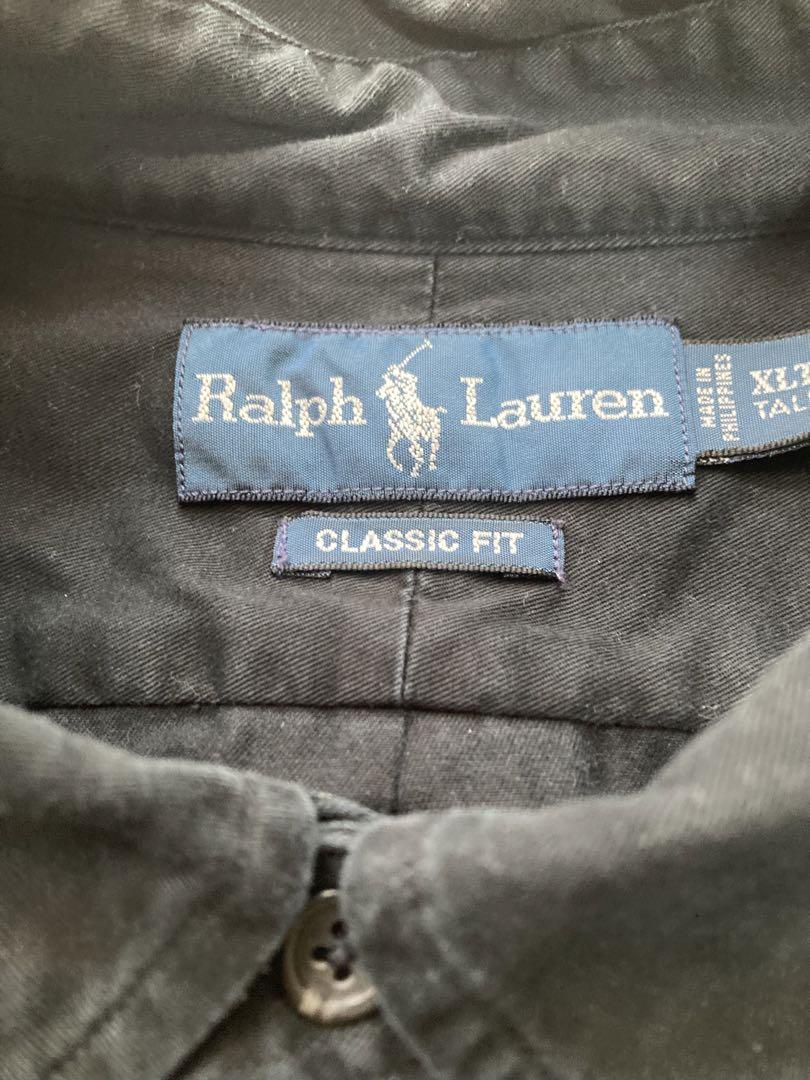 Ralph Lauren
CLASSIC FIT
MADE IN
PHILIPPINES